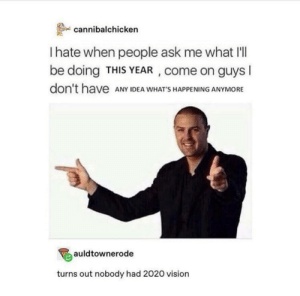 cannibalchicken
I hate when people ask me what I'll
be doing THIS YEAR , come on guys I
don't have ANY IDEA WHAT'S HAPPENING ANYMORE
auldtownerode
turns out nobody had 2020 vision